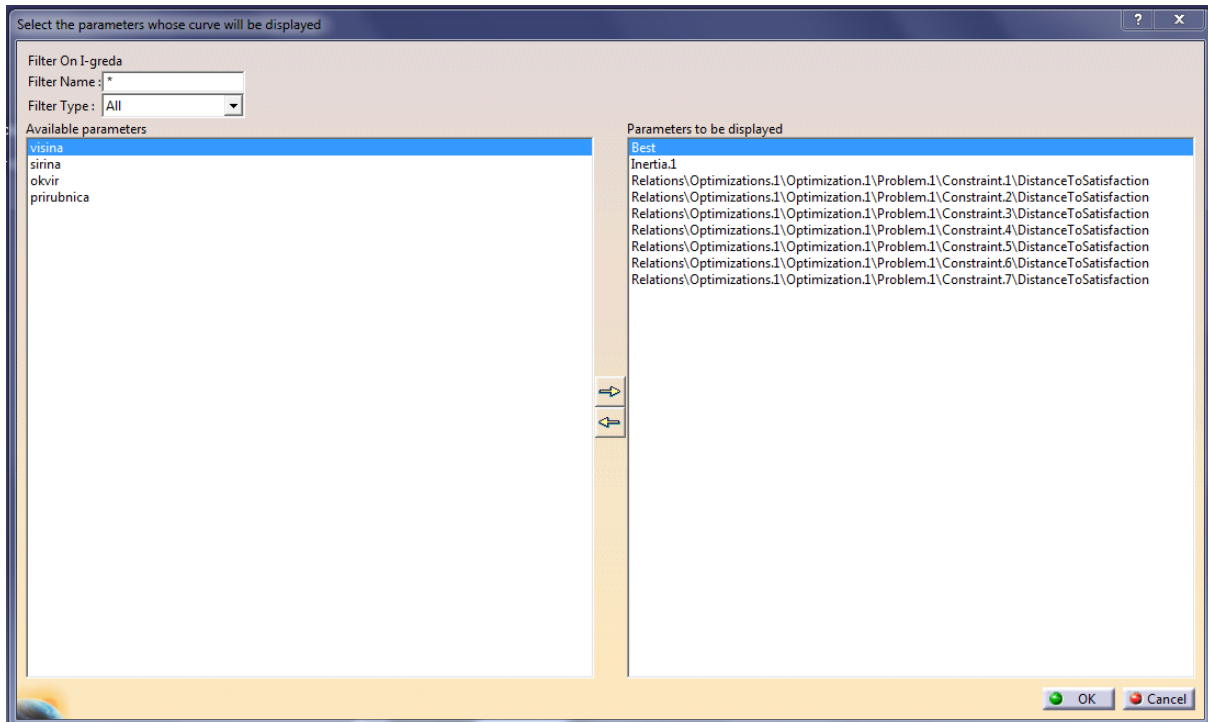 Select the parameters whose curve will be displayed
? X
Filter On I-greda
Filter Name : *
Filter Type : All
Available parameters
visina
sirina
okvir
prirubnica
Parameters to be displayed
Best
Inertia.1
Relations\Optimizations.1\Optimization.1\Problem.1\Constraint.1\DistanceToSatisfaction
Relations\Optimizations.1\Optimization.1\Problem.1\Constraint.2\DistanceToSatisfaction
Relations\Optimizations.1\Optimization.1\Problem.1\Constraint.3\DistanceToSatisfaction
Relations\Optimizations.1\Optimization.1\Problem.1\Constraint.4\DistanceToSatisfaction
Relations\Optimizations.1\Optimization.1\Problem.1\Constraint.5\DistanceToSatisfaction
Relations\Optimizations.1\Optimization.1\Problem.1\Constraint.6\DistanceToSatisfaction
Relations\Optimizations.1\Optimization.1\Problem.1\Constraint.7\DistanceToSatisfaction
OK Cancel